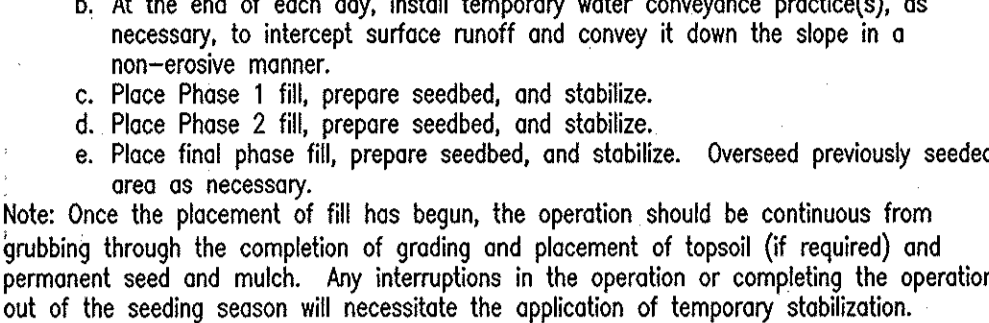 b. At the end of each day, install temporary water conveyance practice(s), as
necessary, to intercept surface runoff and convey it down the slope in a
non-erosive manner.
c. Place Phase 1 fill, prepare seedbed, and stabilize.
d. Place Phase 2 fill, prepare seedbed, and stabilize.
e. Place final phase fill, prepare seedbed, and stabilize. Overseed previously seeded
area as necessary.
Note: Once the placement of fill has begun, the operation should be continuous from
grubbing through the completion of grading and placement of topsoil (if required) and
permanent seed and mulch. Any interruptions in the operation or completing the operation
out of the seeding season will necessitate the application of temporary stabilization.